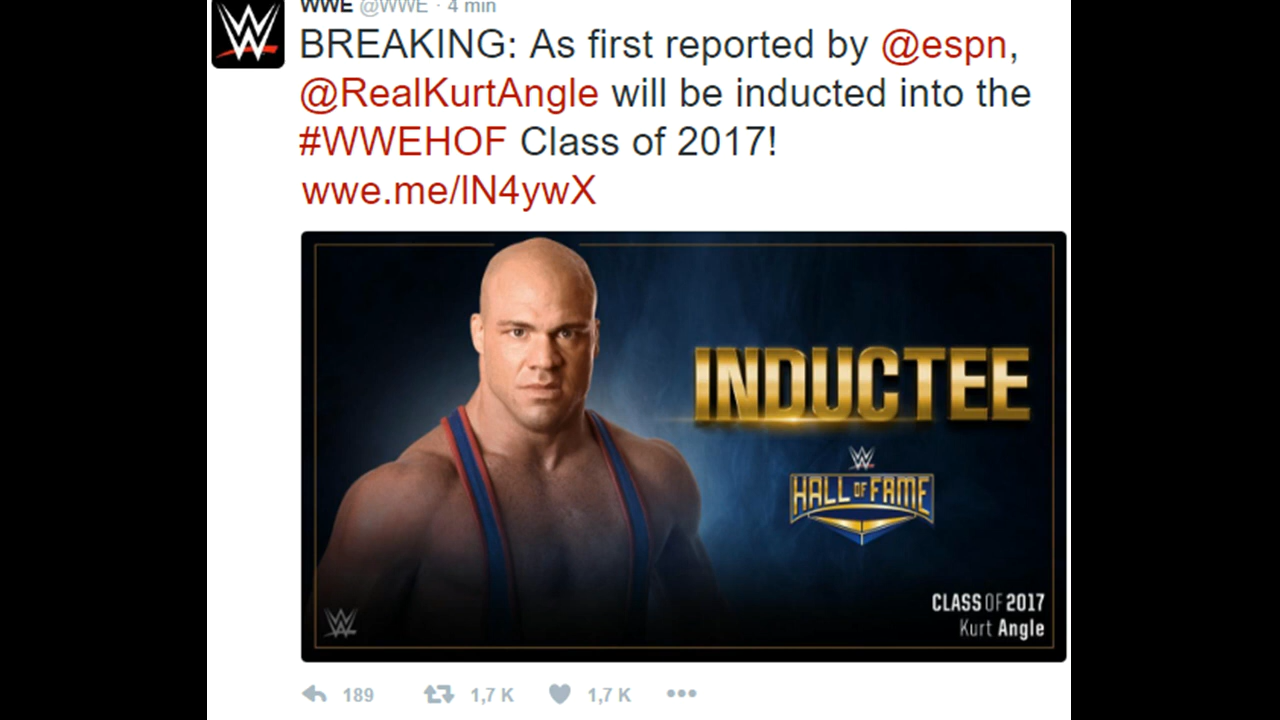 WWE @WWE · 4 min
BREAKING: As first reported by @espn,
@RealKurtAngle will be inducted into the
#WWEHOF Class of 2017!
wwe.me/lN4ywX
INDUCTEE
W
HALL OF FAME
CLASS OF 2017
Kurt Angle
W
189 1,7 K 1,7 K